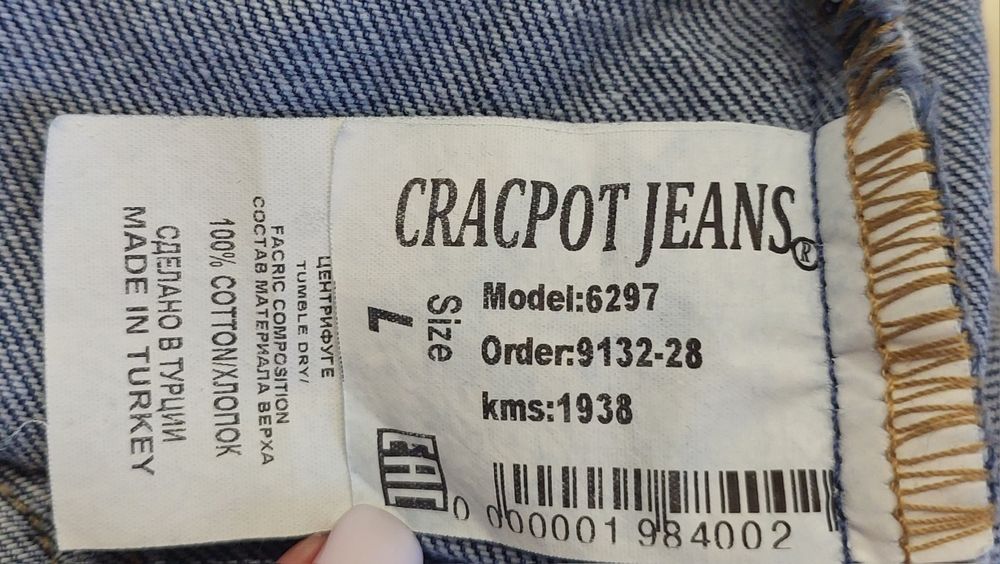 CRACPOT JEANS®
Model:6297
Order:9132-28
kms:1938
Size
L
EAC
0 000001 984002
ЦЕНТРИФУГЕ
TUMBLE DRY/
FACRIC COMPOSITION
СОСТАВ МАТЕРИАЛА ВЕРХА
100% COTTON/ХЛОПОК
СДЕЛАНО В ТУРЦИИ
MADE IN TURKEY